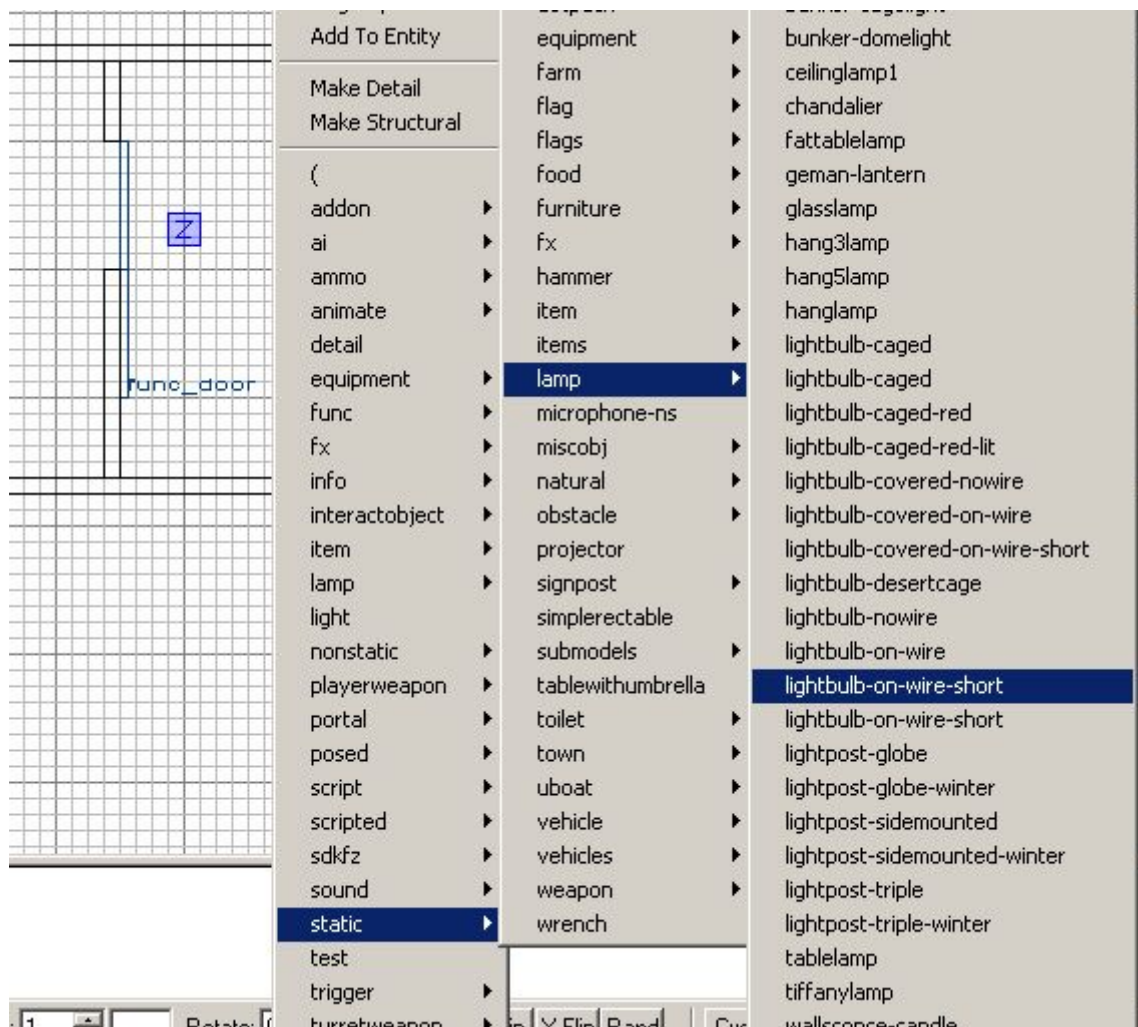 Add To Entity
Make Detail
Make Structural
(
addon
ai
ammo
animate
detail
equipment
func
fx
info
interactobject
item
lamp
light
nonstatic
playerweapon
portal
posed
script
scripted
sdkfz
sound
static
test
trigger
turretweapon
equipment
farm
flag
flags
food
furniture
fx
hammer
item
items
lamp
microphone-ns
miscobj
natural
obstacle
projector
signpost
simplerectable
submodels
tablewithumbrella
toilet
town
uboat
vehicle
vehicles
weapon
wrench
bunker-domelight
ceilinglamp1
chandalier
fattablelamp
geman-lantern
glasslamp
hang3lamp
hang5lamp
hanglamp
lightbulb-caged
lightbulb-caged
lightbulb-caged-red
lightbulb-caged-red-lit
lightbulb-covered-nowire
lightbulb-covered-on-wire
lightbulb-covered-on-wire-short
lightbulb-desertcage
lightbulb-nowire
lightbulb-on-wire
lightbulb-on-wire-short
lightbulb-on-wire-short
lightpost-globe
lightpost-globe-winter
lightpost-sidemounted
lightpost-sidemounted-winter
lightpost-triple
lightpost-triple-winter
tablelamp
tiffanylamp
wallsconce-candle
Z
func_door
1
Rotate:
Y Flip